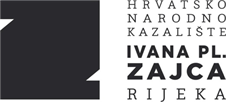 HRVATSKO
NARODNO
KAZALIŠTE
IVANA PL.
ZAJCA
RIJEKA